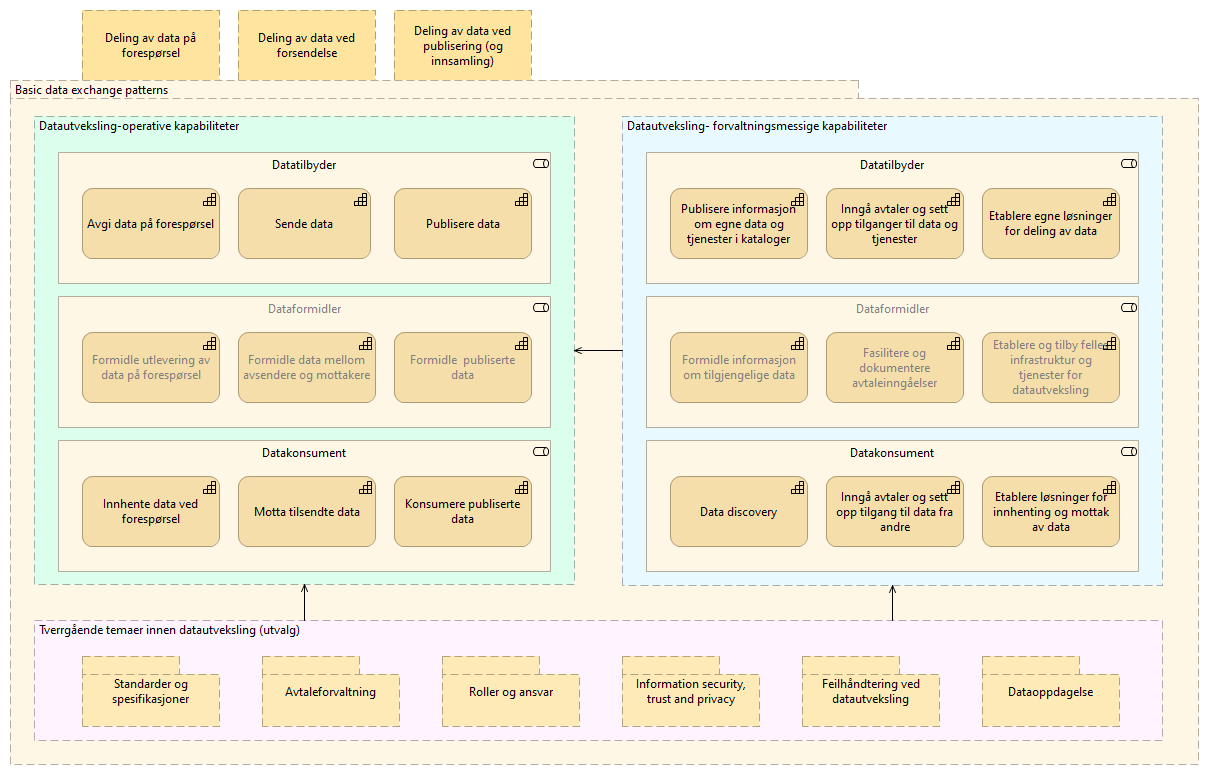 Deling av data på
forespørsel
Deling av data ved
forsendelse
Deling av data ved
publisering (og
innsamling)
Basic data exchange patterns
Datautveksling-operative kapabiliteter
Datatilbyder
Avgi data på forespørsel
Sende data
Publisere data
Dataformidler
Formidle utlevering av
data på forespørsel
Formidle data mellom
avsendere og mottakere
Formidle  publiserte
data
Datakonsument
Innhente data ved
forespørsel
Motta tilsendte data
Konsumere publiserte
data
Datautveksling- forvaltningsmessige kapabiliteter
Datatilbyder
Publisere informasjon
om egne data og
tjenester i kataloger
Inngå avtaler og sett
opp tilganger til data og
tjenester
Etablere egne løsninger
for deling av data
Dataformidler
Formidle informasjon
om tilgjengelige data
Fasilitere og
dokumentere
avtaleinngåelser
Etablere og tilby felles
infrastruktur og
tjenester for
datautveksling
Datakonsument
Data discovery
Inngå avtaler og sett
opp tilgang til data fra
andre
Etablere løsninger for
innhenting og mottak
av data
Tverrgående temaer innen datautveksling (utvalg)
Standarder og
spesifikasjoner
Avtaleforvaltning
Roller og ansvar
Information security,
trust and privacy
Feilhåndtering ved
datautveksling
Dataoppdagelse